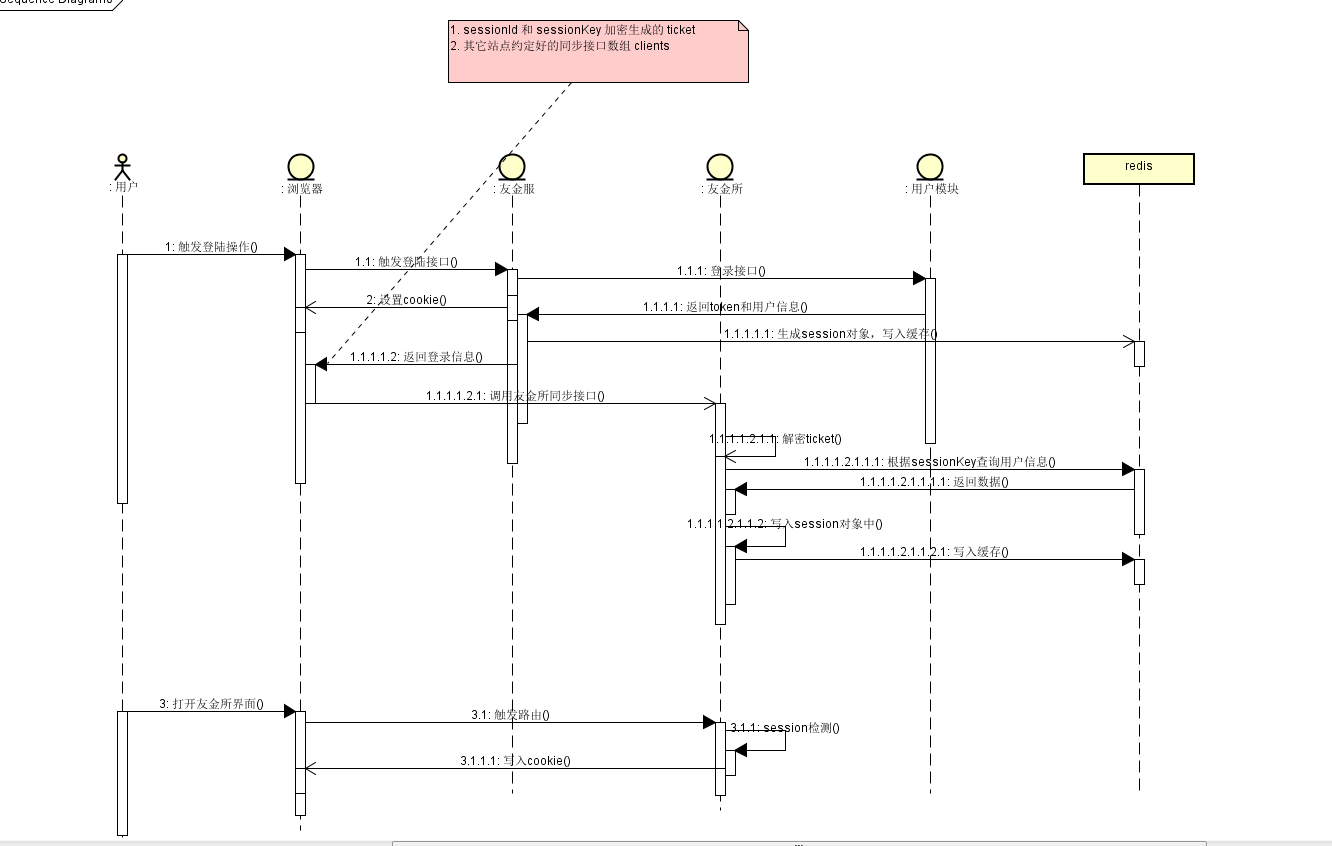 Sequence Diagrams
1. sessionId 和 sessionKey 加密生成的 ticket
2. 其它站点约定好的同步接口数组 clients
: 用户
: 浏览器
: 友金服
: 友金所
: 用户模块
redis
1: 触发登陆操作()
1.1: 触发登陆接口()
1.1.1: 登录接口()
2: 设置cookie()
1.1.1.1: 返回token和用户信息()
1.1.1.1.1: 生成session对象，写入缓存()
1.1.1.1.2: 返回登录信息()
1.1.1.1.2.1: 调用友金所同步接口()
1.1.1.1.2.1.1: 解密ticket()
1.1.1.1.2.1.1.1: 根据sessionKey查询用户信息()
1.1.1.1.2.1.1.1.1: 返回数据()
1.1.1.1.2.1.1.2: 写入session对象中()
1.1.1.1.2.1.1.2.1: 写入缓存()
3: 打开友金所界面()
3.1: 触发路由()
3.1.1: session检测()
3.1.1.1: 写入cookie()